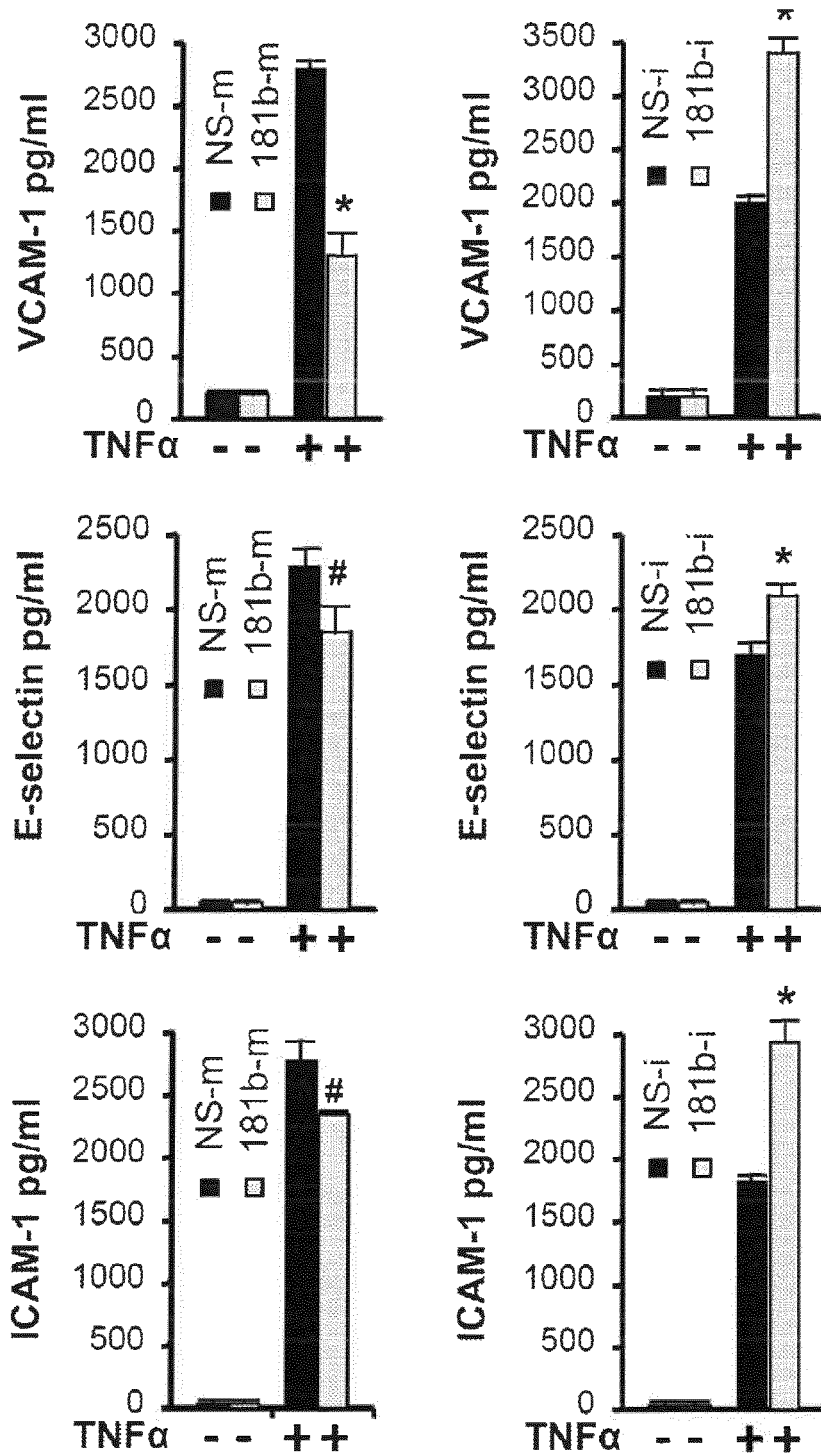 VCAM-1 pg/ml
3000
2500
2000
1500
1000
500
0
NS-m
181b-m
*
TNFα - - + +
VCAM-1 pg/ml
3500
3000
2500
2000
1500
1000
500
0
NS-i
181b-i
*
TNFα - - + +
E-selectin pg/ml
2500
2000
1500
1000
500
0
NS-m
181b-m
#
TNFα - - + +
E-selectin pg/ml
2500
2000
1500
1000
500
0
NS-i
181b-i
*
TNFα - - + +
ICAM-1 pg/ml
3000
2500
2000
1500
1000
500
0
NS-m
181b-m
#
TNFα - - + +
ICAM-1 pg/ml
3000
2500
2000
1500
1000
500
0
NS-i
181b-i
*
TNFα - - + +